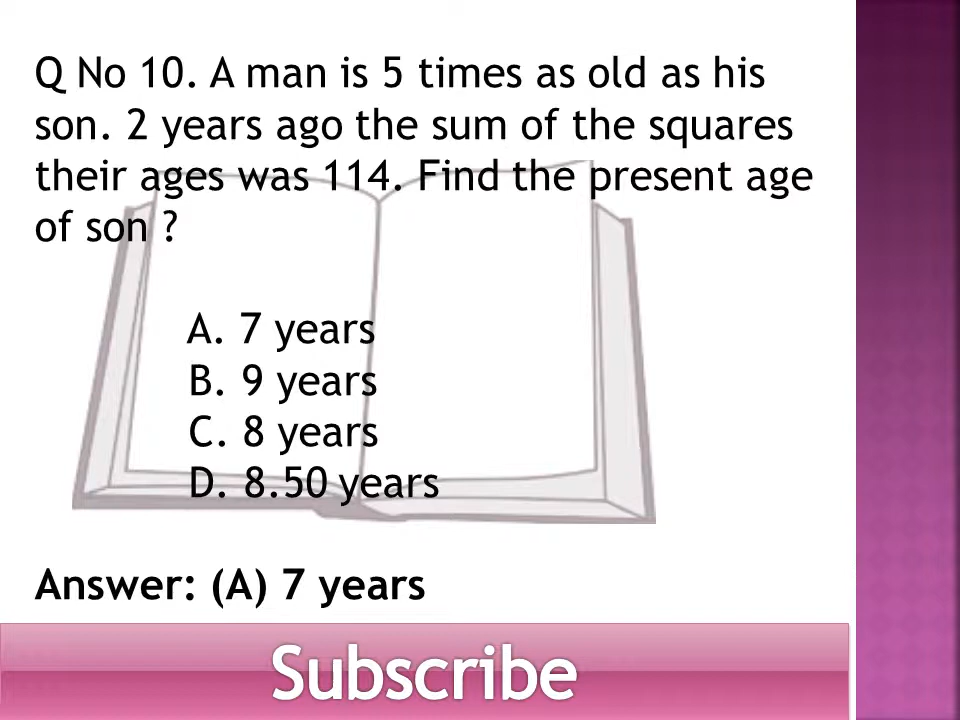 Q No 10. A man is 5 times as old as his
son. 2 years ago the sum of the squares
their ages was 114. Find the present age
of son ?
A. 7 years
B. 9 years
C. 8 years
D. 8.50 years
Answer: (A) 7 years
Subscribe